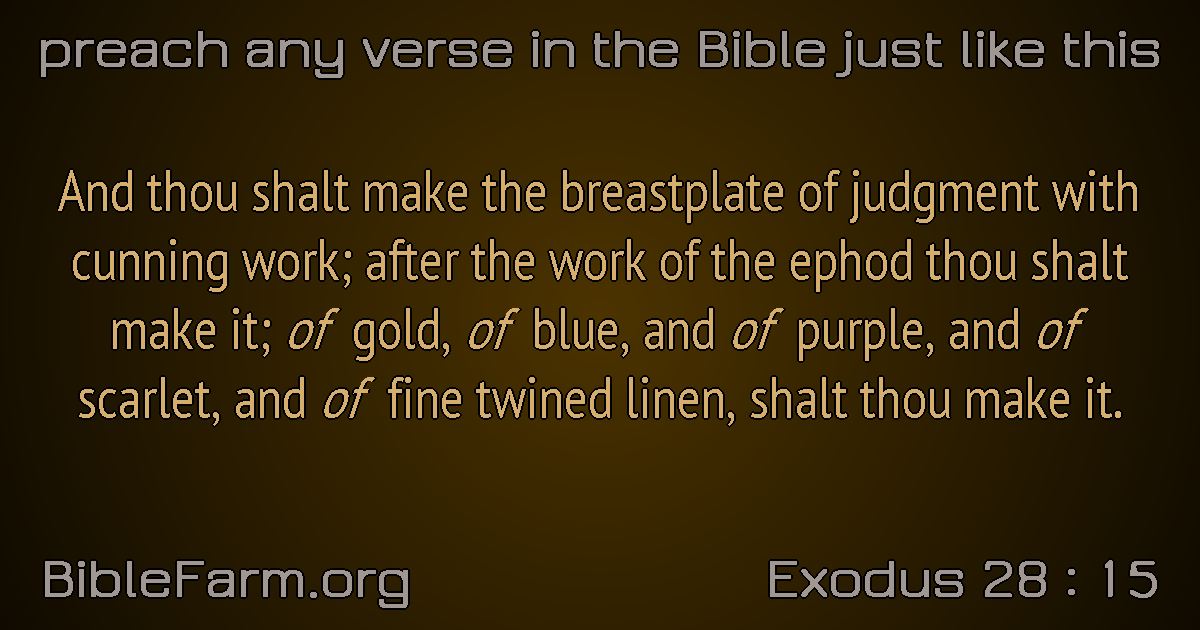 preach any verse in the Bible just like this
And thou shalt make the breastplate of judgment with
cunning work; after the work of the ephod thou shalt
make it; of gold, of blue, and of purple, and of
scarlet, and of fine twined linen, shalt thou make it.
BibleFarm.org
Exodus 28 : 15